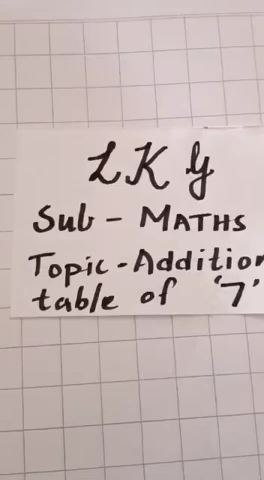 LKG
Sub - MATHS
Topic - Addition
table of '7'